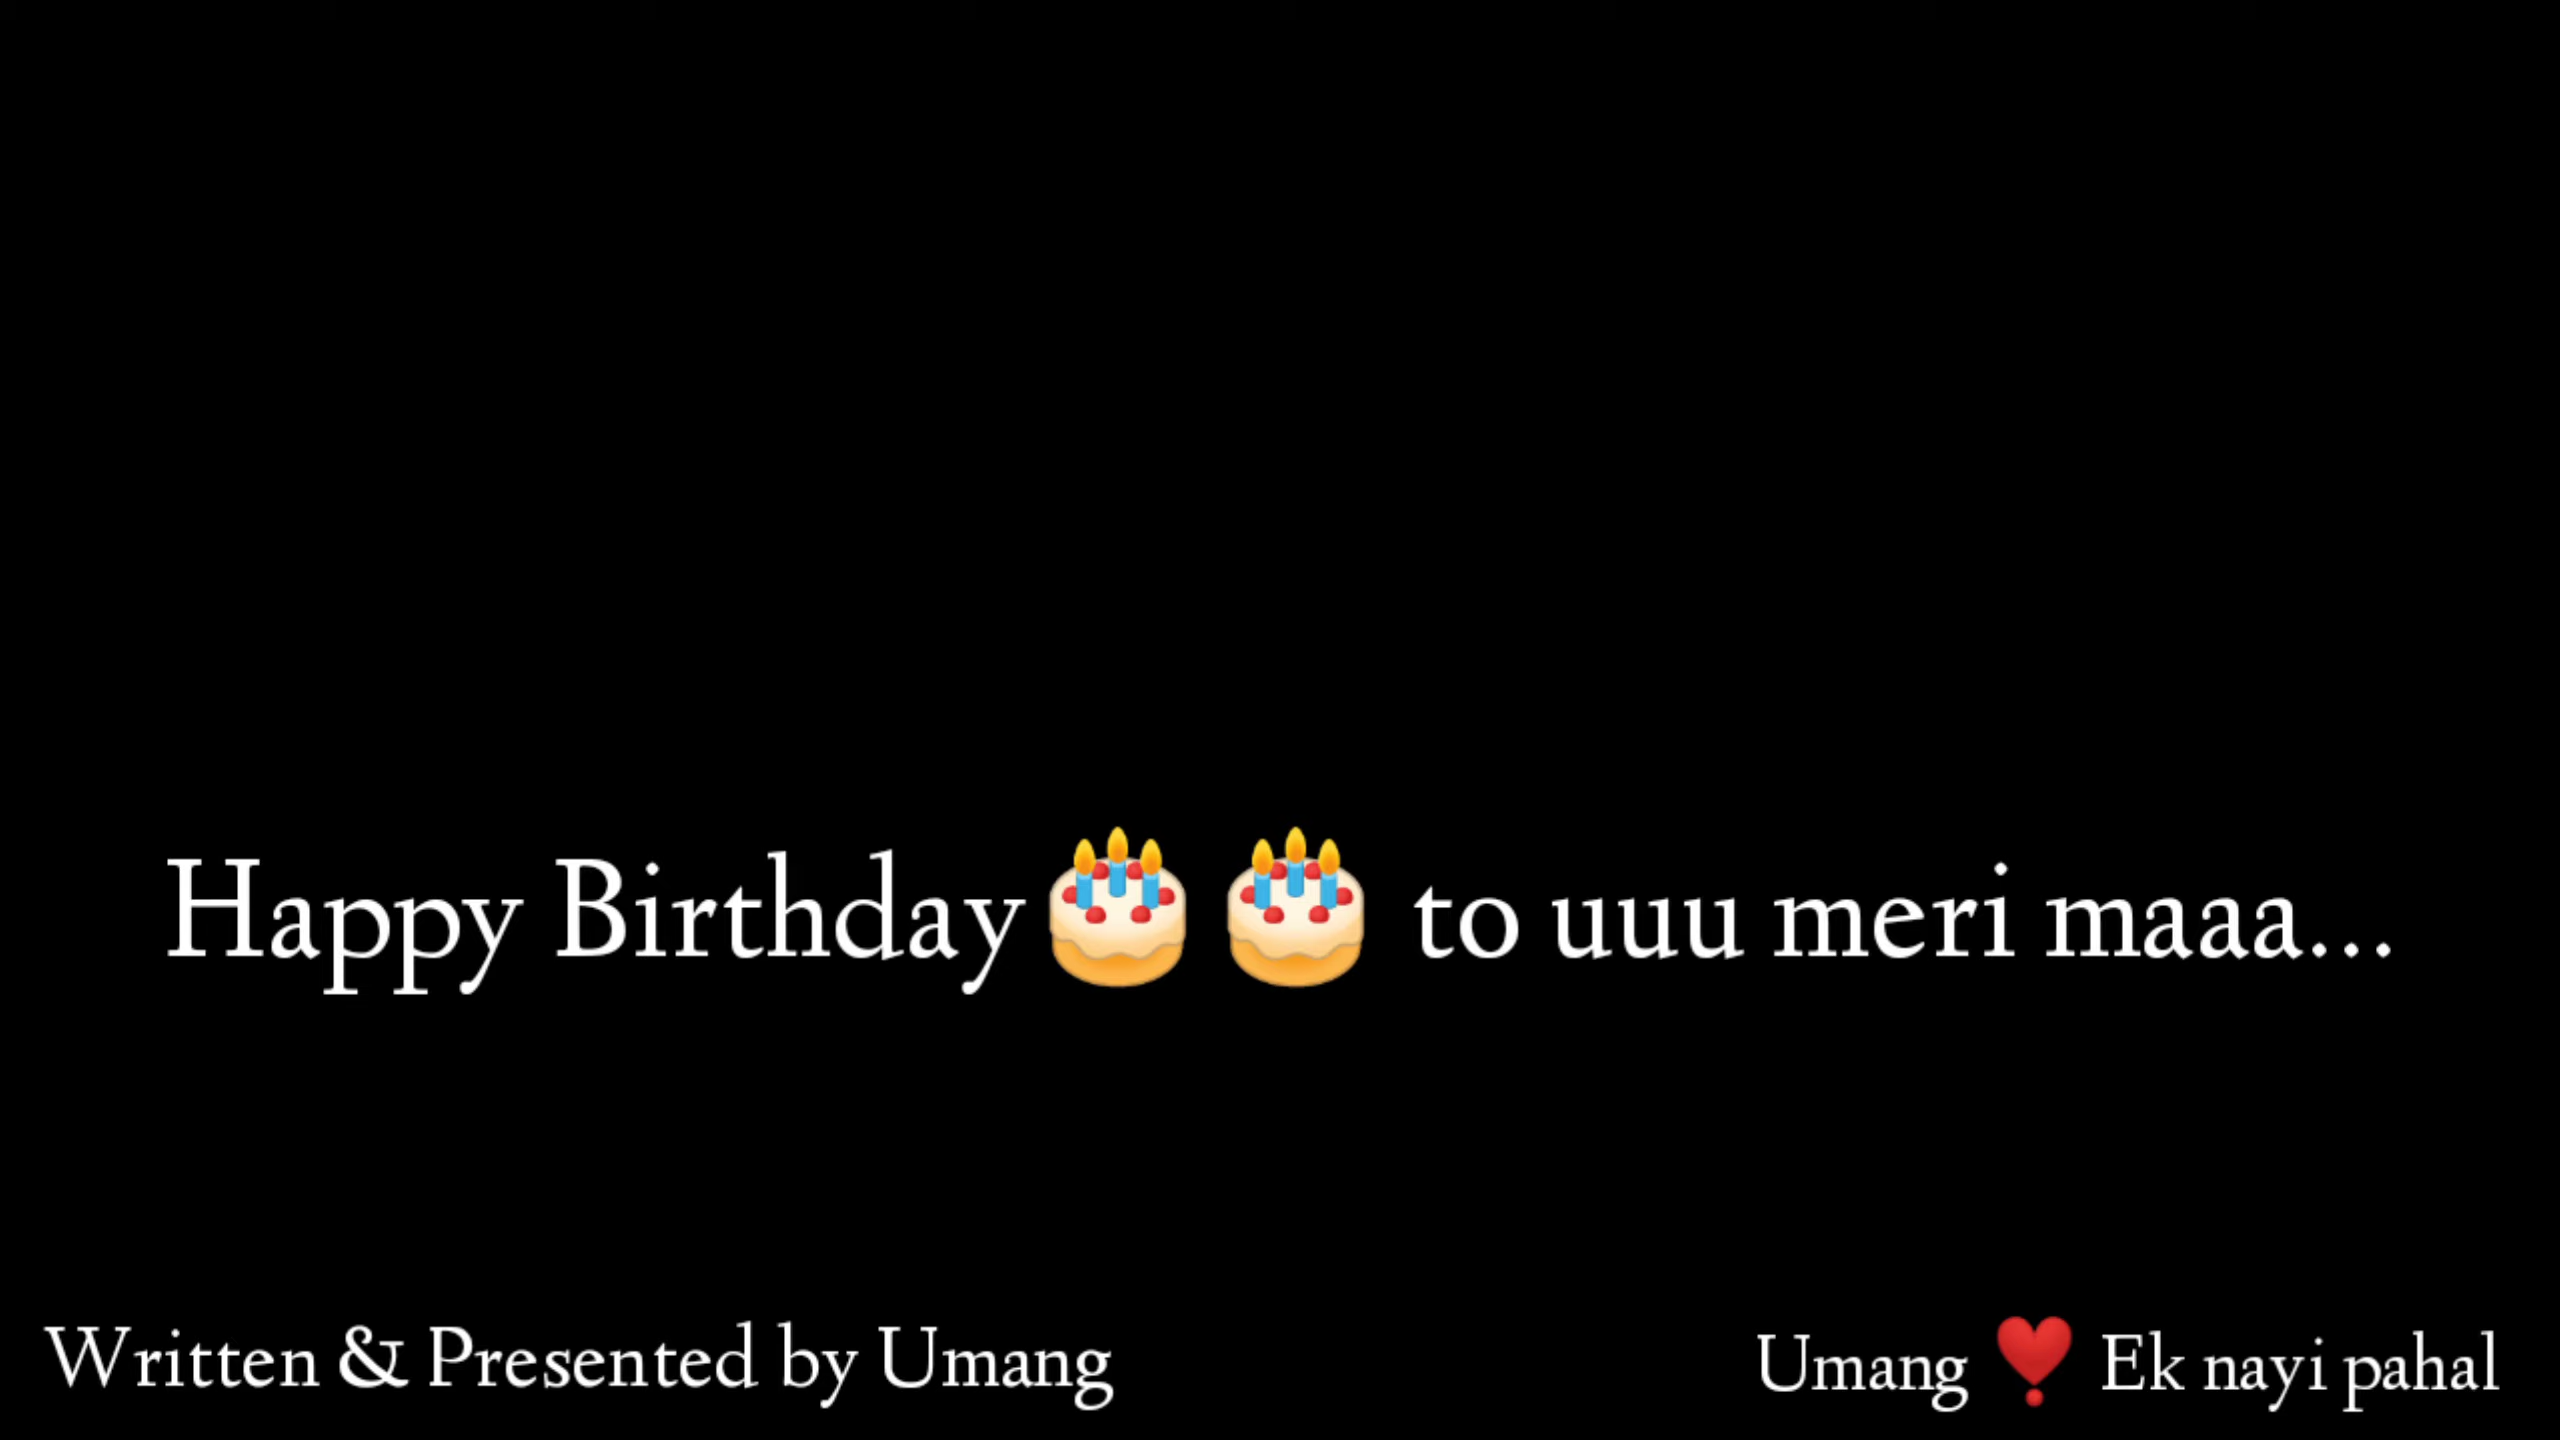 Happy Birthday🎂🎂 to uuu meri maaa...
Written & Presented by Umang
Umang ❣️ Ek nayi pahal